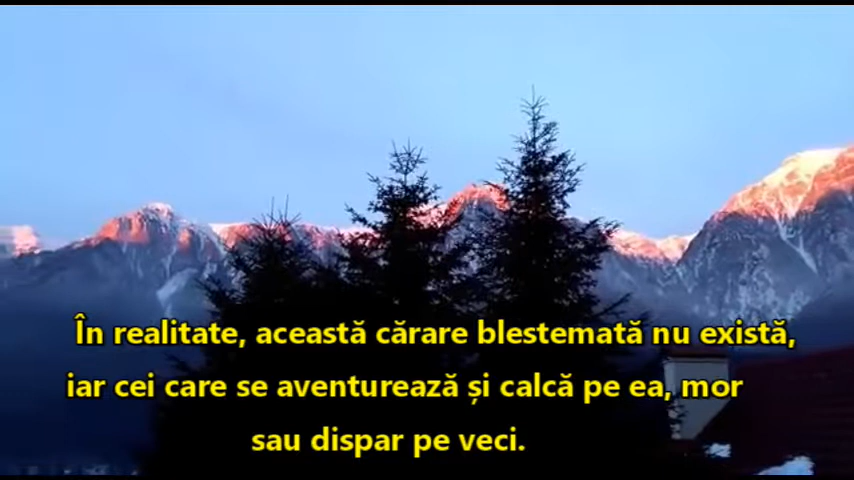 În realitate, această cărare blestemată nu există,
iar cei care se aventurează și calcă pe ea, mor
sau dispar pe veci.